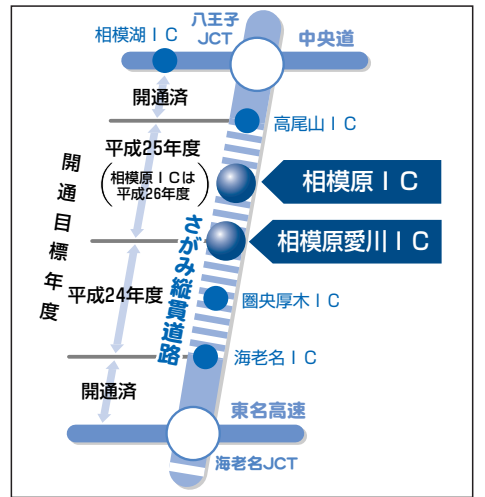 八王子
JCT
中央道
相模湖ＩＣ
開通済
高尾山ＩＣ
平成25年度
(相模原ＩＣは
平成26年度)
相模原ＩＣ
開通目標年度
さがみ縦貫道路
相模原愛川ＩＣ
平成24年度
圏央厚木ＩＣ
海老名ＩＣ
開通済
東名高速
海老名JCT